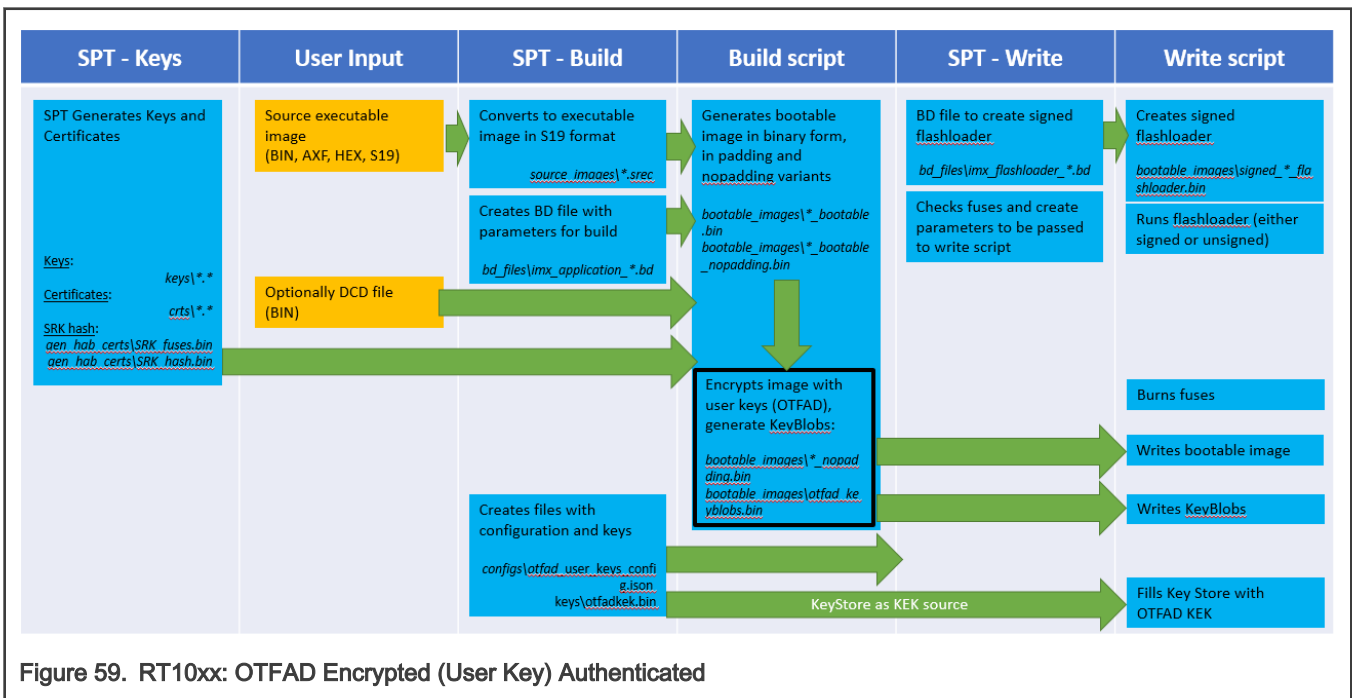 SPT - Keys
User Input
SPT - Build
Build script
SPT - Write
Write script
SPT Generates Keys and
Certificates
Keys:
keys\*.*
Certificates:
crts\*.*
SRK hash:
gen_hab_certs\SRK_fuses.bin
gen_hab_certs\SRK_hash.bin
Source executable
image
(BIN, AXF, HEX, S19)
Optionally DCD file
(BIN)
Converts to executable
image in S19 format
source_images\*.srec
Creates BD file with
parameters for build
bd_files\imx_application_*.bd
Creates files with
configuration and keys
configs\otfad_user_keys_confi
g.json
keys\otfadkek.bin
Generates bootable
image in binary form,
in padding and
nopadding variants
bootable_images\*_bootable
.bin
bootable_images\*_bootable
_nopadding.bin
Encrypts image with
user keys (OTFAD),
generate KeyBlobs:
bootable_images\*_nopad
ding.bin
bootable_images\otfad_ke
yblobs.bin
KeyStore as KEK source
BD file to create signed
flashloader
bd_files\imx_flashloader_*.bd
Checks fuses and create
parameters to be passed
to write script
Creates signed
flashloader
bootable_images\signed_*_fla
shloader.bin
Runs flashloader (either
signed or unsigned)
Burns fuses
Writes bootable image
Writes KeyBlobs
Fills Key Store with
OTFAD KEK
Figure 59. RT10xx: OTFAD Encrypted (User Key) Authenticated